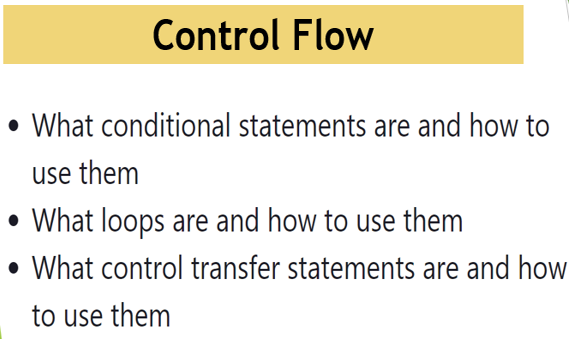 Control Flow
• What conditional statements are and how to
use them
• What loops are and how to use them
• What control transfer statements are and how
to use them